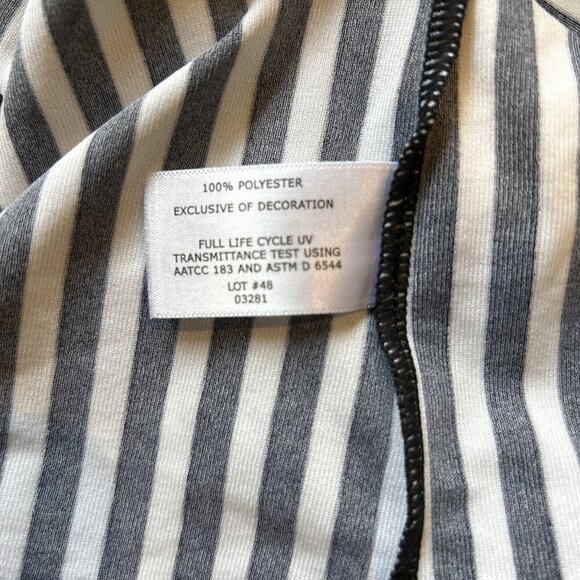 100% POLYESTER
EXCLUSIVE OF DECORATION
FULL LIFE CYCLE UV
TRANSMITTANCE TEST USING
AATCC 183 AND ASTM D 6544
LOT #48
03281